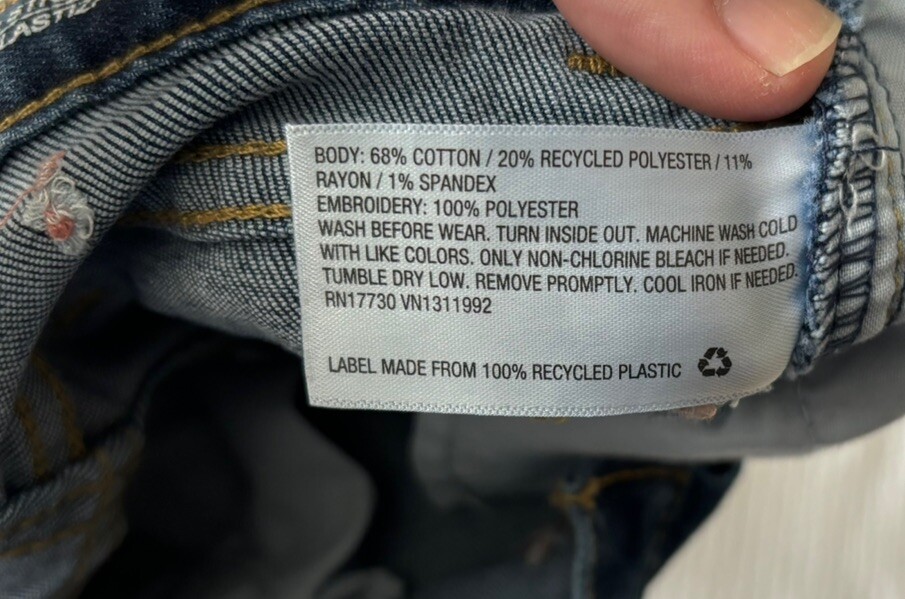 LASTIC
BODY: 68% COTTON / 20% RECYCLED POLYESTER / 11%
RAYON / 1% SPANDEX
EMBROIDERY: 100% POLYESTER
WASH BEFORE WEAR. TURN INSIDE OUT. MACHINE WASH COLD
WITH LIKE COLORS. ONLY NON-CHLORINE BLEACH IF NEEDED.
TUMBLE DRY LOW. REMOVE PROMPTLY. COOL IRON IF NEEDED.
RN17730 VN1311992
LABEL MADE FROM 100% RECYCLED PLASTIC